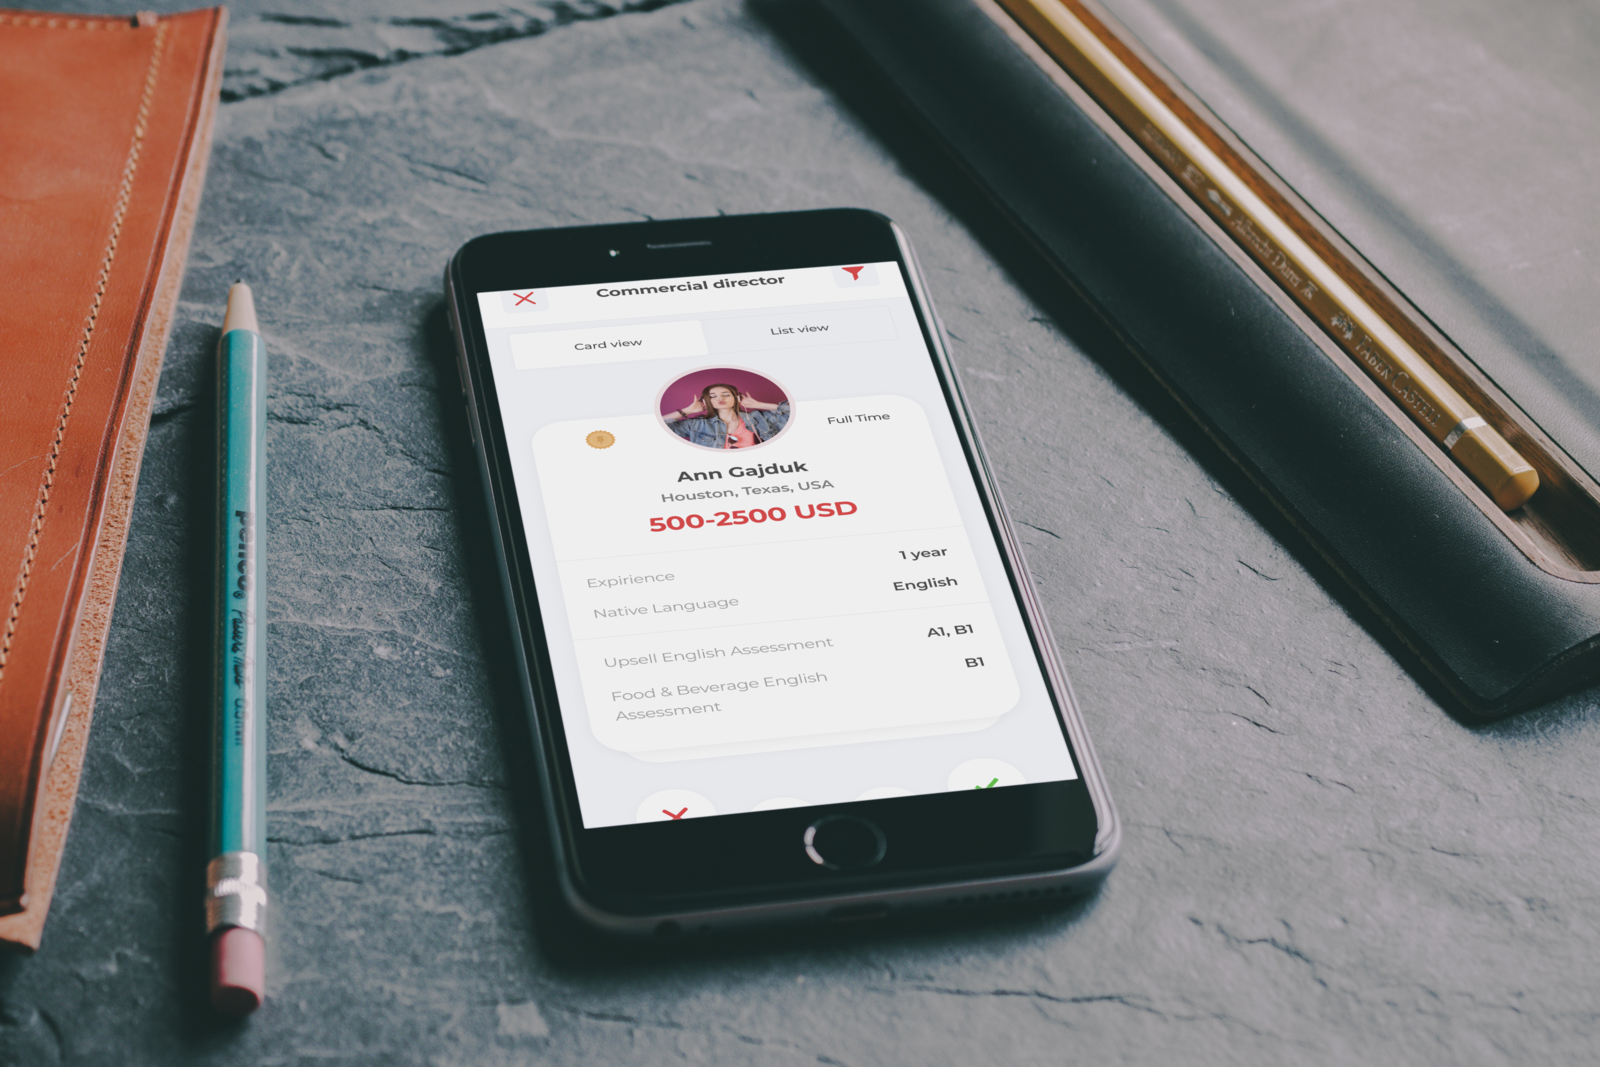 Commercial director
Card view
List view
Full Time
Ann Gajduk
Houston, Texas, USA
500-2500 USD
Expirience
1 year
Native Language
English
Upsell English Assessment
A1, B1
Food & Beverage English
Assessment
B1
FABER CASTELL